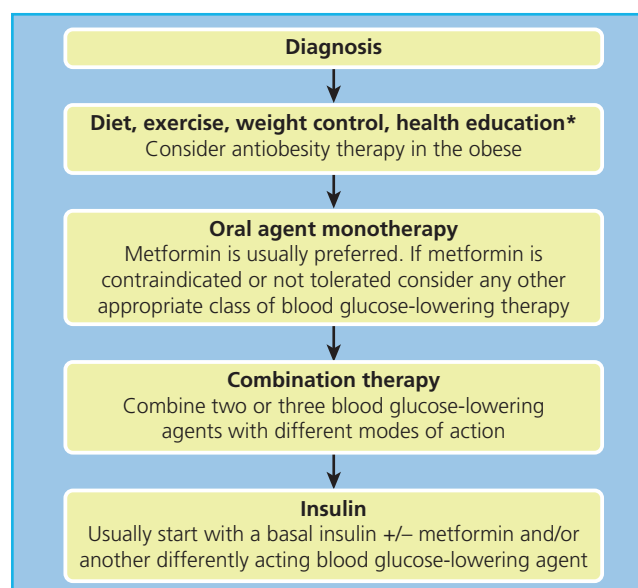 Diagnosis
Diet, exercise, weight control, health education*
Consider antiobesity therapy in the obese
Oral agent monotherapy
Metformin is usually preferred. If metformin is
contraindicated or not tolerated consider any other
appropriate class of blood glucose-lowering therapy
Combination therapy
Combine two or three blood glucose-lowering
agents with different modes of action
Insulin
Usually start with a basal insulin +/– metformin and/or
another differently acting blood glucose-lowering agent